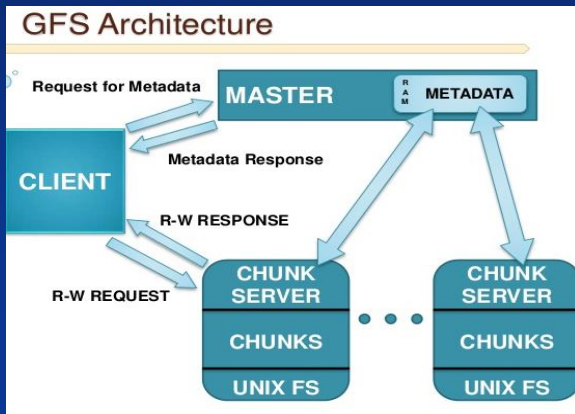 GFS Architecture
Request for Metadata
MASTER
RAM
METADATA
Metadata Response
CLIENT
R-W RESPONSE
R-W REQUEST
CHUNK
SERVER
CHUNKS
UNIX FS
CHUNK
SERVER
CHUNKS
UNIX FS